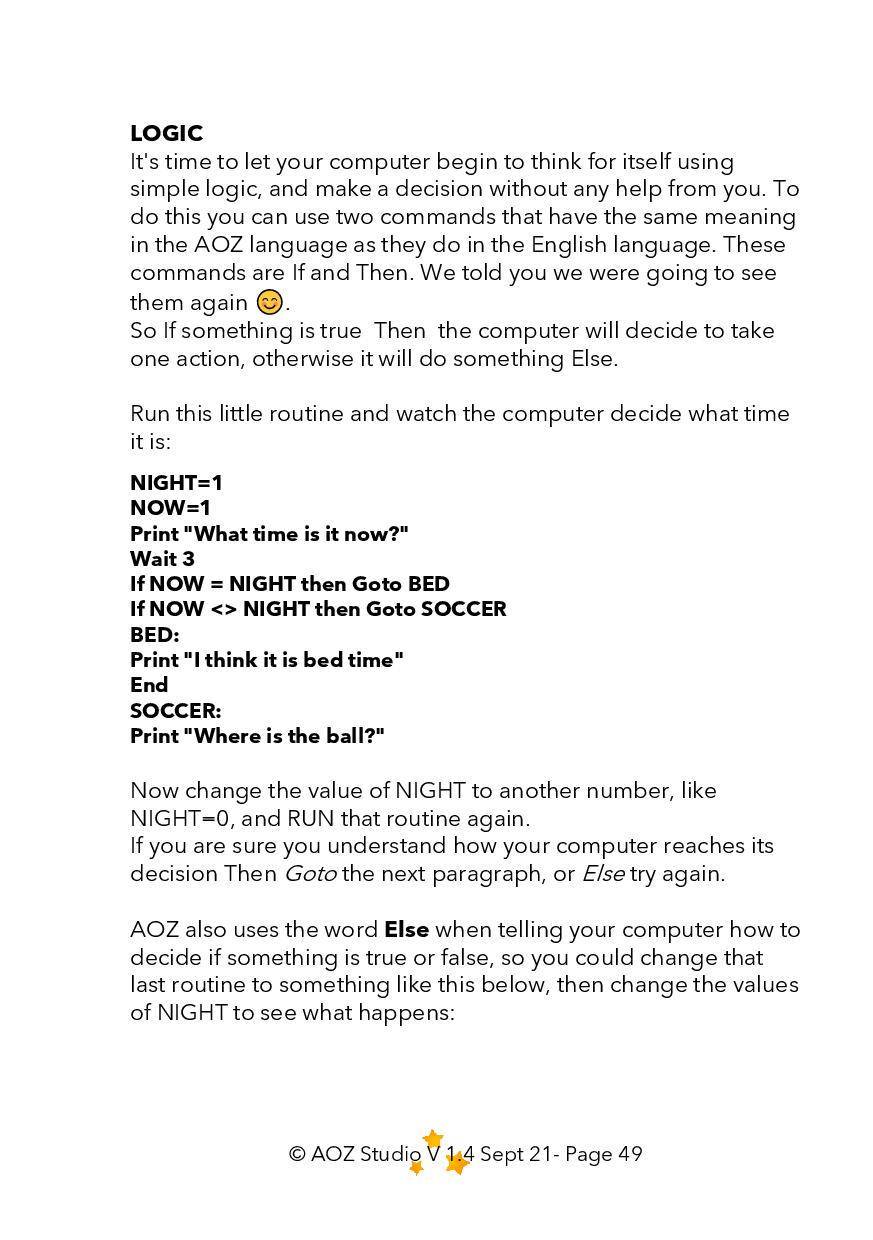 LOGIC
It's time to let your computer begin to think for itself using
simple logic, and make a decision without any help from you. To
do this you can use two commands that have the same meaning
in the AOZ language as they do in the English language. These
commands are If and Then. We told you we were going to see
them again 😊.
So If something is true  Then  the computer will decide to take
one action, otherwise it will do something Else.
Run this little routine and watch the computer decide what time
it is:
NIGHT=1
NOW=1
Print "What time is it now?"
Wait 3
If NOW = NIGHT then Goto BED
If NOW <> NIGHT then Goto SOCCER
BED:
Print "I think it is bed time"
End
SOCCER:
Print "Where is the ball?"
Now change the value of NIGHT to another number, like
NIGHT=0, and RUN that routine again.
If you are sure you understand how your computer reaches its
decision Then Goto the next paragraph, or Else try again.
AOZ also uses the word Else when telling your computer how to
decide if something is true or false, so you could change that
last routine to something like this below, then change the values
of NIGHT to see what happens:
© AOZ Studio V 1.4 Sept 21- Page 49